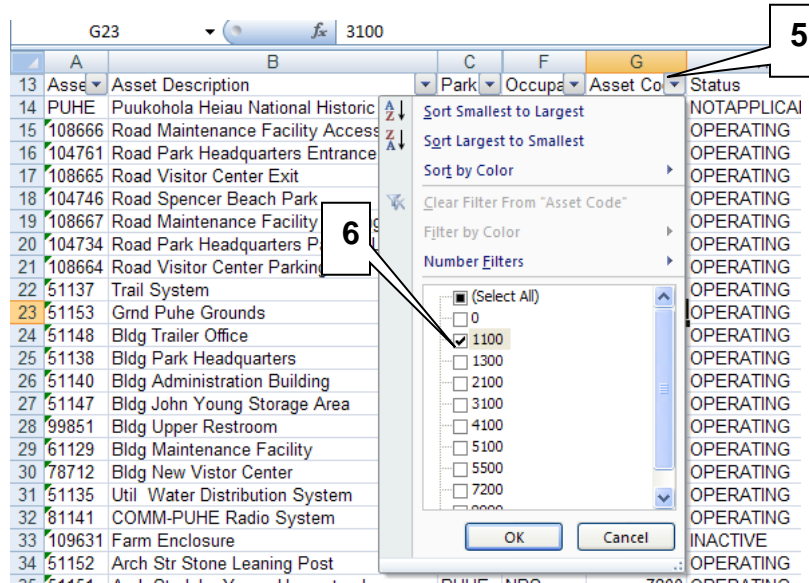 G23 fx 3100 5
A B C F G
13 Asse Asset Description Park Occupa Asset Co Status
14 PUHE Puukohola Heiau National Historic NOTAPPLICA
15 108666 Road Maintenance Facility Access OPERATING
16 104761 Road Park Headquarters Entrance OPERATING
17 108665 Road Visitor Center Exit OPERATING
18 104746 Road Spencer Beach Park OPERATING
19 108667 Road Maintenance Facility OPERATING
20 104734 Road Park Headquarters P OPERATING
21 108664 Road Visitor Center Parking OPERATING
22 51137 Trail System OPERATING
23 51153 Grnd Puhe Grounds OPERATING
24 51148 Bldg Trailer Office OPERATING
25 51138 Bldg Park Headquarters OPERATING
26 51140 Bldg Administration Building OPERATING
27 51147 Bldg John Young Storage Area OPERATING
28 99851 Bldg Upper Restroom OPERATING
29 61129 Bldg Maintenance Facility OPERATING
30 78712 Bldg New Vistor Center OPERATING
31 51135 Util Water Distribution System OPERATING
32 81141 COMM-PUHE Radio System OPERATING
33 109631 Farm Enclosure INACTIVE
34 51152 Arch Str Stone Leaning Post OPERATING
PUHE 7200 OPERATING
6
Sort Smallest to Largest
Sort Largest to Smallest
Sort by Color
Clear Filter From "Asset Code"
Filter by Color
Number Filters
(Select All)
0
1100
1300
2100
3100
4100
5100
5500
7200
OK Cancel